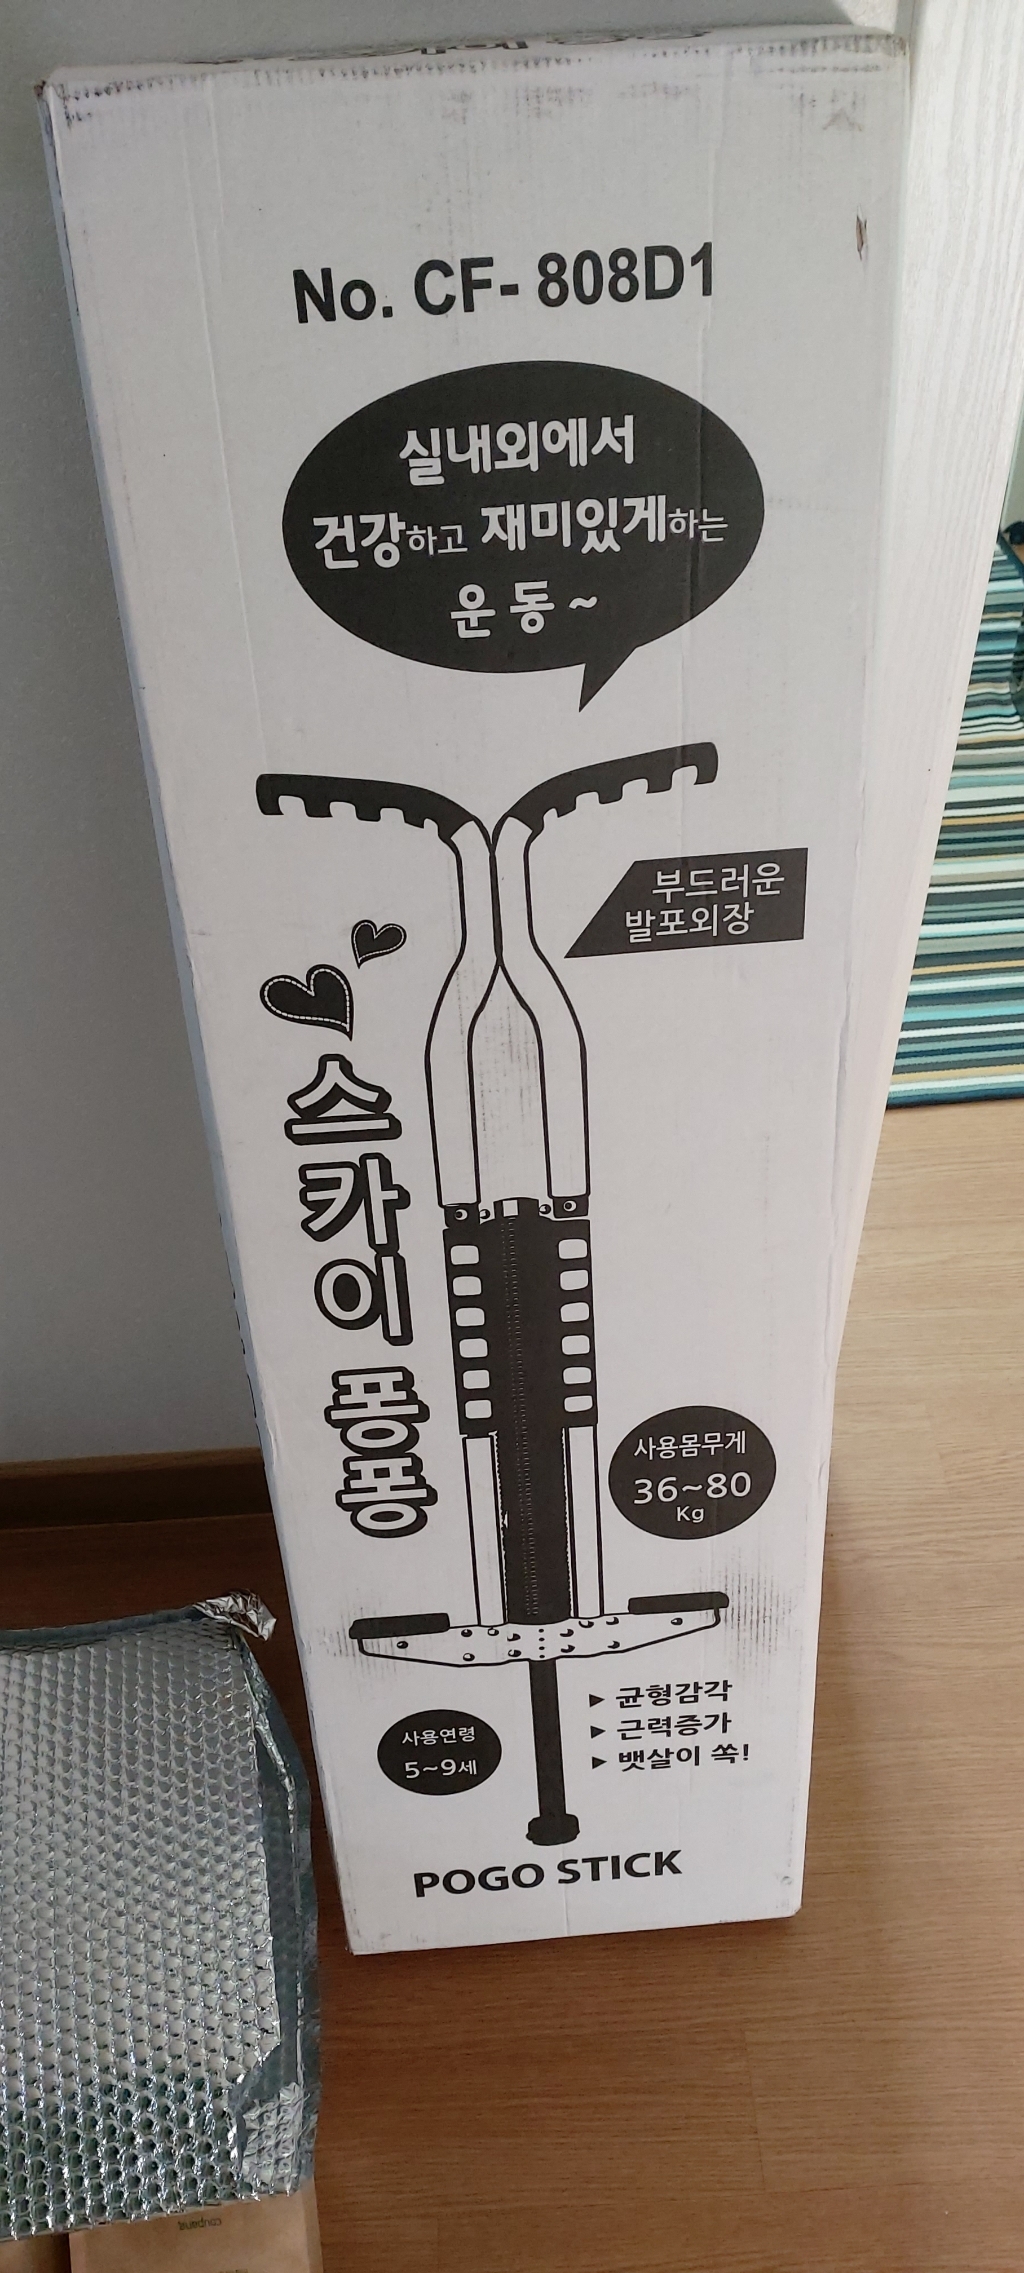 No. CF- 808D1
실내외에서
건강하고 재미있게하는
운 동 ~
부드러운
발포외장
스카이 퐁퐁
사용몸무게
36~80
Kg
사용연령
5~9세
▶ 균형감각
▶ 근력증가
▶ 뱃살이 쏙!
POGO STICK
coupang